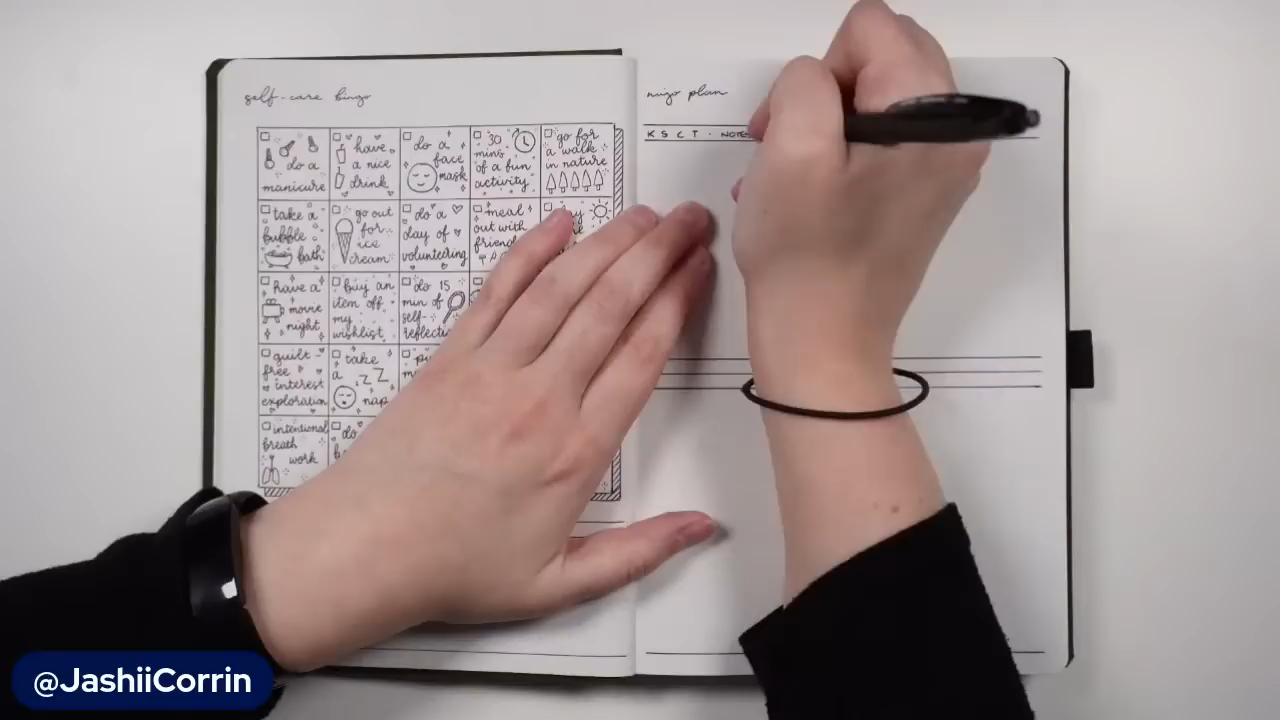 self-care bingo
do a
manicure
have
a nice
drink
do a
face
mask
30
mins
of a fun
activity
go for
a walk
in nature
take a
bubble
bath
go out
for
ice
cream
do a
day of
volunteering
meal
out with
have a
movie
night
buy an
item off
my
wishlist
do 15
min of
self-
guilt-
free
interest
exploration
take
a
zz
nap
intentional
breath
work
do
plan
K S C T · NOTES
@JashiiCorrin